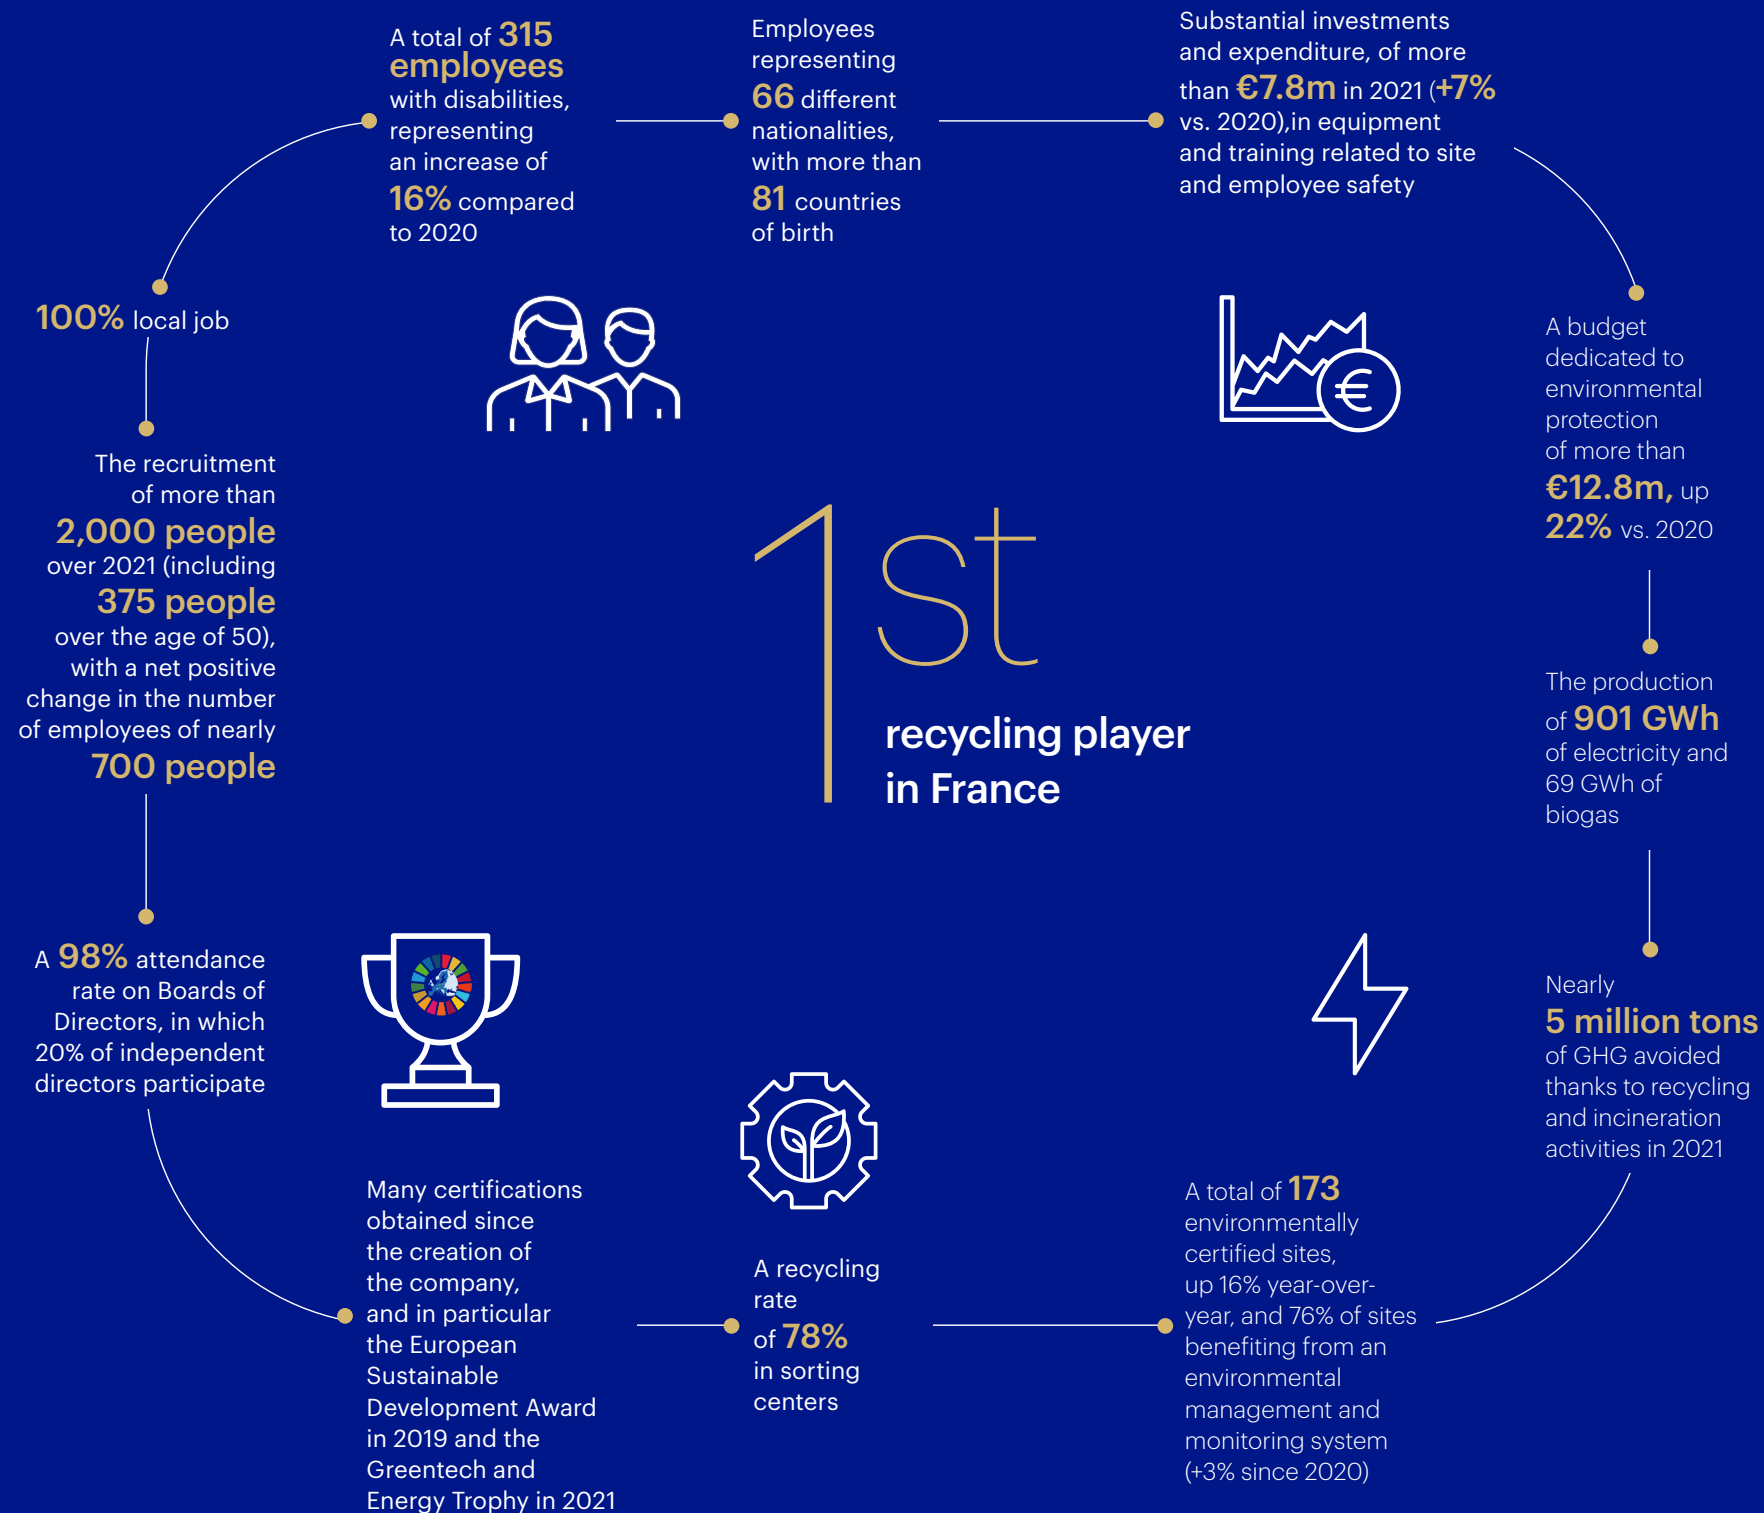 A total of 315
employees
with disabilities,
representing
an increase of
16% compared
to 2020
Employees
representing
66 different
nationalities,
with more than
81 countries
of birth
Substantial investments
and expenditure, of more
than €7.8m in 2021 (+7%
vs. 2020),in equipment
and training related to site
and employee safety
A budget
dedicated to
environmental
protection
of more than
€12.8m, up
22% vs. 2020
The production
of 901 GWh
of electricity and
69 GWh of
biogas
Nearly
5 million tons
of GHG avoided
thanks to recycling
and incineration
activities in 2021
A total of 173
environmentally
certified sites,
up 16% year-over-
year, and 76% of sites
benefiting from an
environmental
management and
monitoring system
(+3% since 2020)
A recycling
rate
of 78%
in sorting
centers
Many certifications
obtained since
the creation of
the company,
and in particular
the European
Sustainable
Development Award
in 2019 and the
Greentech and
Energy Trophy in 2021
A 98% attendance
rate on Boards of
Directors, in which
20% of independent
directors participate
The recruitment
of more than
2,000 people
over 2021 (including
375 people
over the age of 50),
with a net positive
change in the number
of employees of nearly
700 people
100% local job
1st
recycling player
in France